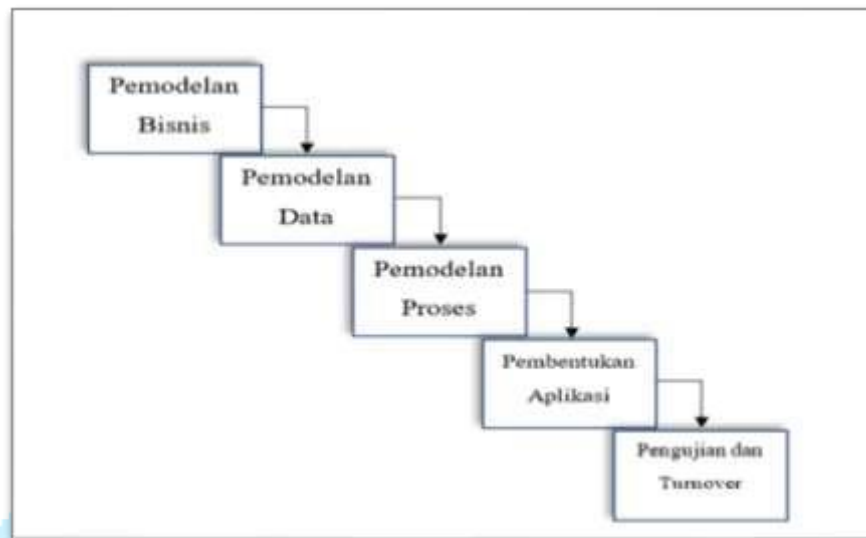 Pemodelan
Bisnis
Pemodelan
Data
Pemodelan
Proses
Pembentukan
Aplikasi
Pengujian dan
Turnover